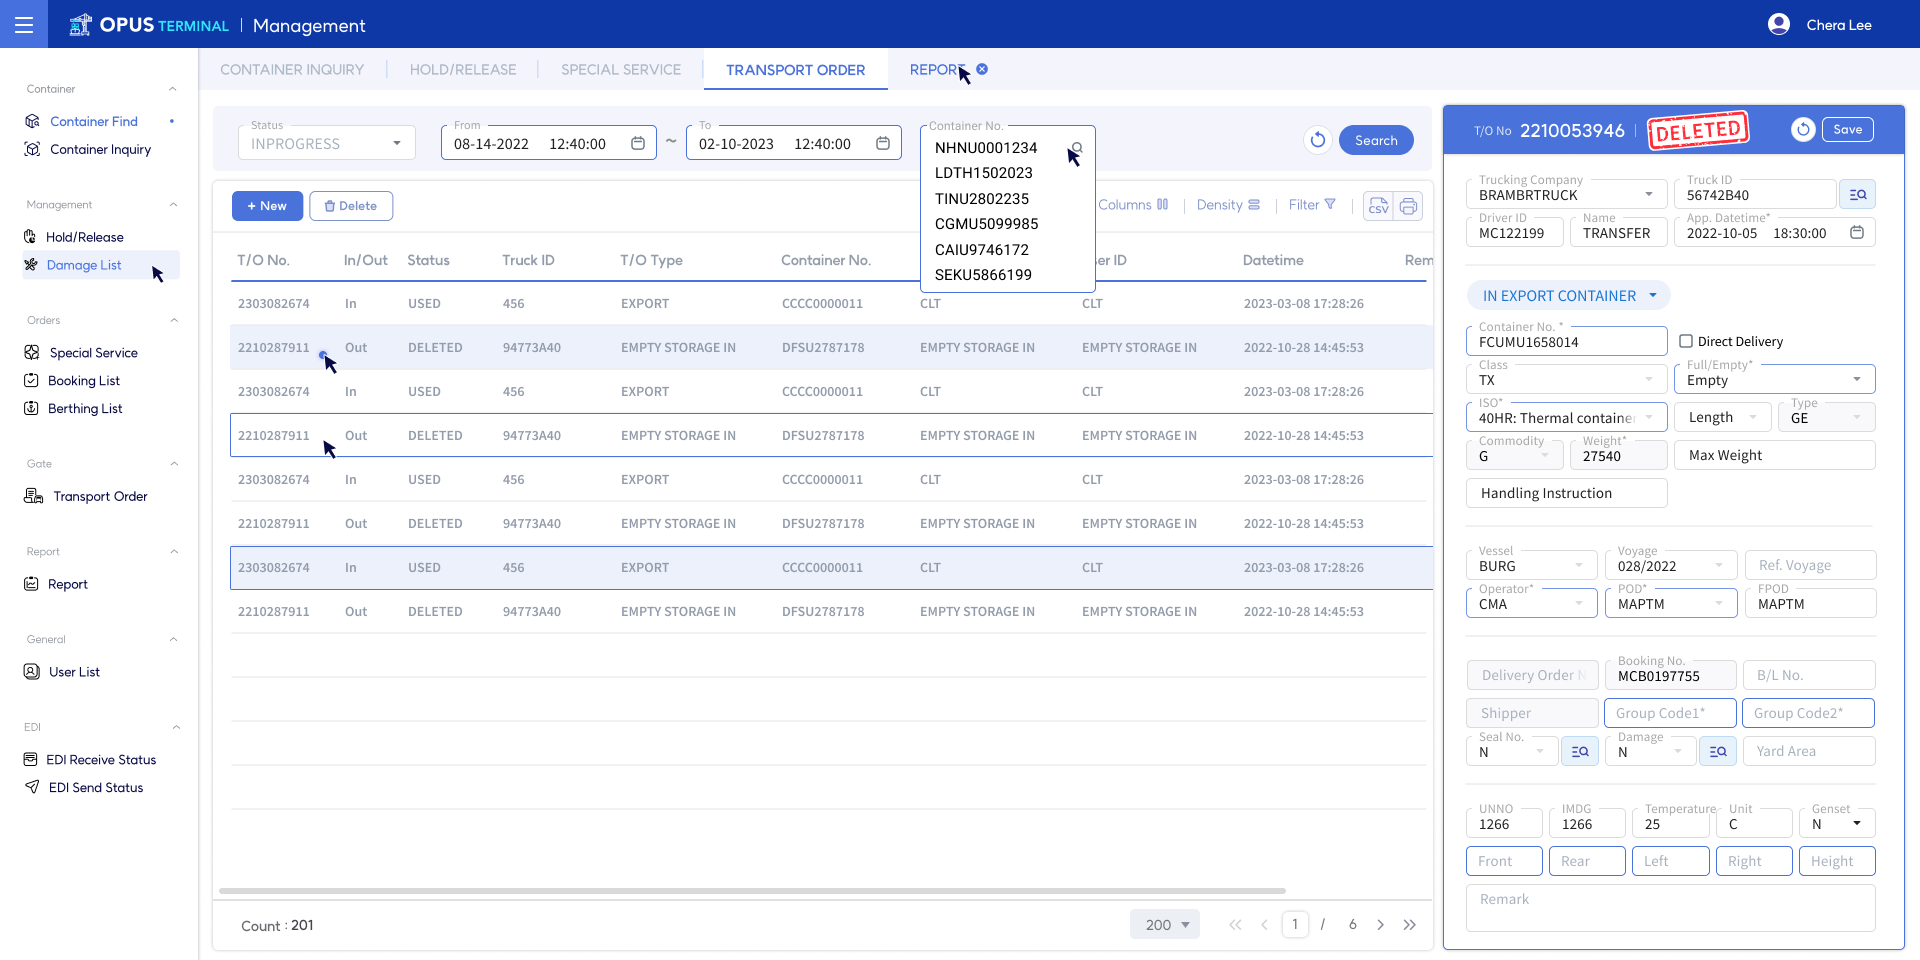 OPUS TERMINAL | Management
Chera Lee
Container
Container Find
Container Inquiry
Management
Hold/Release
Damage List
Orders
Special Service
Booking List
Berthing List
Gate
Transport Order
Report
Report
General
User List
EDI
EDI Receive Status
EDI Send Status
CONTAINER INQUIRY HOLD/RELEASE SPECIAL SERVICE TRANSPORT ORDER REPORT
Status
INPROGRESS
From
08-14-2022 12:40:00
~
To
02-10-2023 12:40:00
Container No.
NHNU0001234
LDTH1502023
TINU2802235
CGMU5099985
CAIU9746172
SEKU5866199
Search
+ New Delete
Columns Density Filter CSV
T/O No. In/Out Status Truck ID T/O Type Container No. er ID Datetime Rem
2303082674 In USED 456 EXPORT CCCC0000011 CLT CLT 2023-03-08 17:28:26
2210287911 Out DELETED 94773A40 EMPTY STORAGE IN DFSU2787178 EMPTY STORAGE IN EMPTY STORAGE IN 2022-10-28 14:45:53
2303082674 In USED 456 EXPORT CCCC0000011 CLT CLT 2023-03-08 17:28:26
2210287911 Out DELETED 94773A40 EMPTY STORAGE IN DFSU2787178 EMPTY STORAGE IN EMPTY STORAGE IN 2022-10-28 14:45:53
2303082674 In USED 456 EXPORT CCCC0000011 CLT CLT 2023-03-08 17:28:26
2210287911 Out DELETED 94773A40 EMPTY STORAGE IN DFSU2787178 EMPTY STORAGE IN EMPTY STORAGE IN 2022-10-28 14:45:53
2303082674 In USED 456 EXPORT CCCC0000011 CLT CLT 2023-03-08 17:28:26
2210287911 Out DELETED 94773A40 EMPTY STORAGE IN DFSU2787178 EMPTY STORAGE IN EMPTY STORAGE IN 2022-10-28 14:45:53
Count : 201
200 1 / 6
T/O No 2210053946 DELETED Save
Trucking Company Truck ID
BRAMBRTRUCK 56742B40
Driver ID Name App. Datetime*
MC122199 TRANSFER 2022-10-05 18:30:00
IN EXPORT CONTAINER
Container No. *
FCUMU1658014 Direct Delivery
Class Full/Empty*
TX Empty
ISO* Type
40HR: Thermal container Length GE
Commodity Weight*
G 27540 Max Weight
Handling Instruction
Vessel Voyage
BURG 028/2022 Ref. Voyage
Operator* POD* FPOD
CMA MAPTM MAPTM
Booking No.
Delivery Order N MCB0197755 B/L No.
Shipper Group Code1* Group Code2*
Seal No. Damage
N N Yard Area
UNNO IMDG Temperature Unit Genset
1266 1266 25 C N
Front Rear Left Right Height
Remark